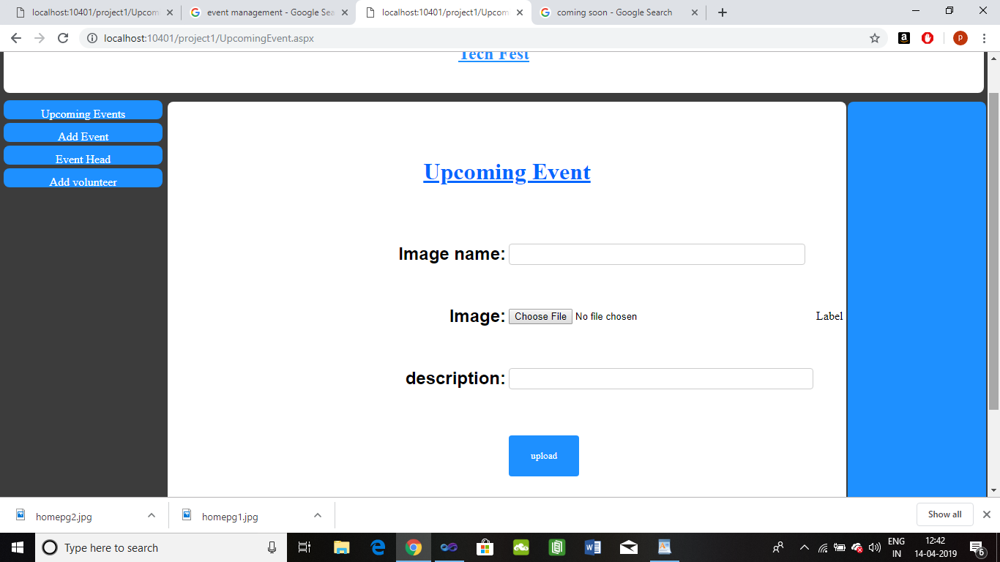 localhost:10401/project1/Upcom
event management - Google Sea
localhost:10401/project1/Upcom
coming soon - Google Search
localhost:10401/project1/UpcomingEvent.aspx
p
Tech Fest
Upcoming Events
Add Event
Event Head
Add volunteer
Upcoming Event
Image name:
Image: Choose File No file chosen Label
description:
upload
homepg2.jpg
homepg1.jpg
Show all
Type here to search
ENG
IN
12:42
14-04-2019
6